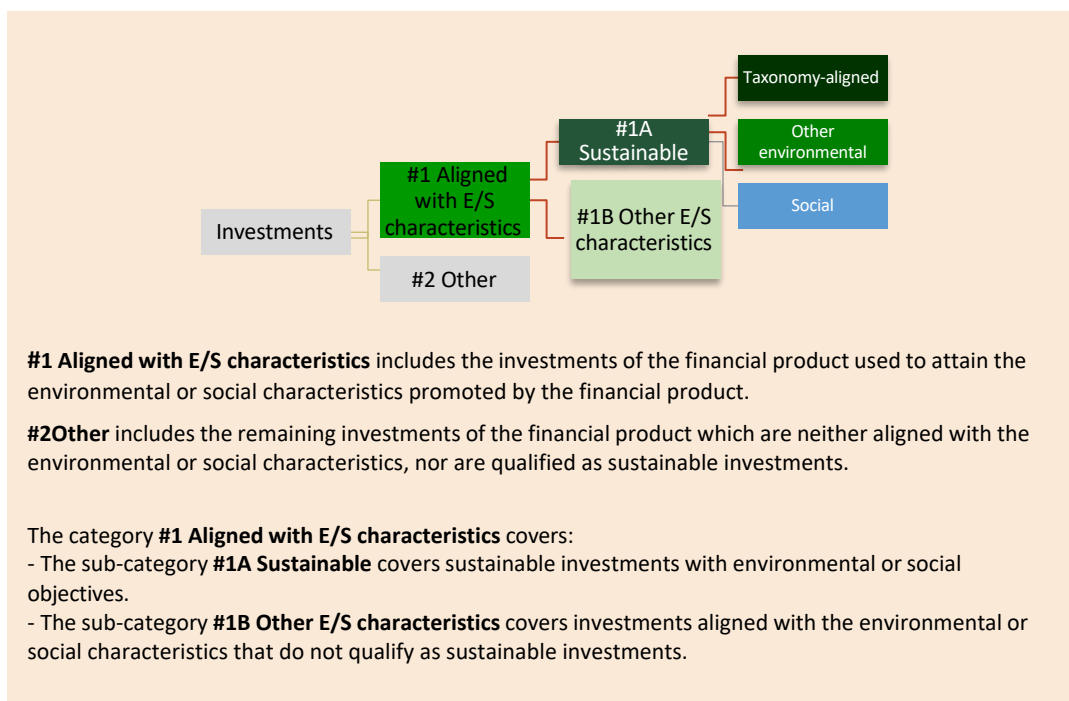 Taxonomy-aligned
#1A
Sustainable
Other
environmental
#1 Aligned
with E/S
characteristics
#1B Other E/S
characteristics
Social
Investments
#2 Other
#1 Aligned with E/S characteristics includes the investments of the financial product used to attain the
environmental or social characteristics promoted by the financial product.
#2Other includes the remaining investments of the financial product which are neither aligned with the
environmental or social characteristics, nor are qualified as sustainable investments.
The category #1 Aligned with E/S characteristics covers:
- The sub-category #1A Sustainable covers sustainable investments with environmental or social
objectives.
- The sub-category #1B Other E/S characteristics covers investments aligned with the environmental or
social characteristics that do not qualify as sustainable investments.